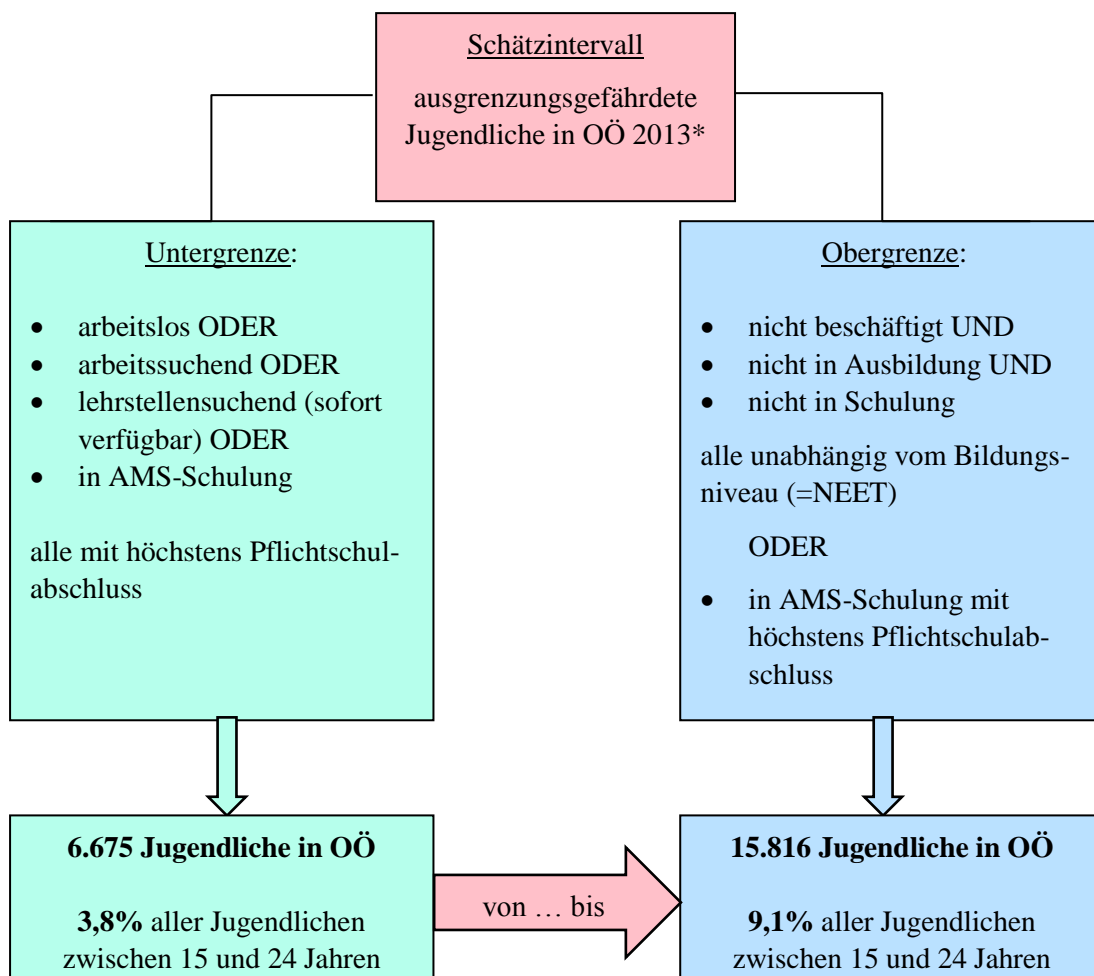 Schätzintervall
ausgrenzungsgefährdete
Jugendliche in OÖ 2013*
Untergrenze:
• arbeitslos ODER
• arbeitssuchend ODER
• lehrstellensuchend (sofort
verfügbar) ODER
• in AMS-Schulung
alle mit höchstens Pflichtschul-
abschluss
Obergrenze:
• nicht beschäftigt UND
• nicht in Ausbildung UND
• nicht in Schulung
alle unabhängig vom Bildungs-
niveau (=NEET)
ODER
• in AMS-Schulung mit
höchstens Pflichtschulab-
schluss
6.675 Jugendliche in OÖ
3,8% aller Jugendlichen
zwischen 15 und 24 Jahren
von … bis
15.816 Jugendliche in OÖ
9,1% aller Jugendlichen
zwischen 15 und 24 Jahren